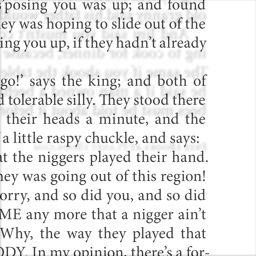 sposing you was up; and found
ey was hoping to slide out of the
ing you up, if they hadn't already
go!' says the king; and both of
d tolerable silly. They stood there
their heads a minute, and the
a little raspy chuckle, and says:
at the niggers played their hand.
hey was going out of this region!
orry, and so did you, and so did
ME any more that a nigger ain't
Why, the way they played that
ODY. In my opinion, there's a for-